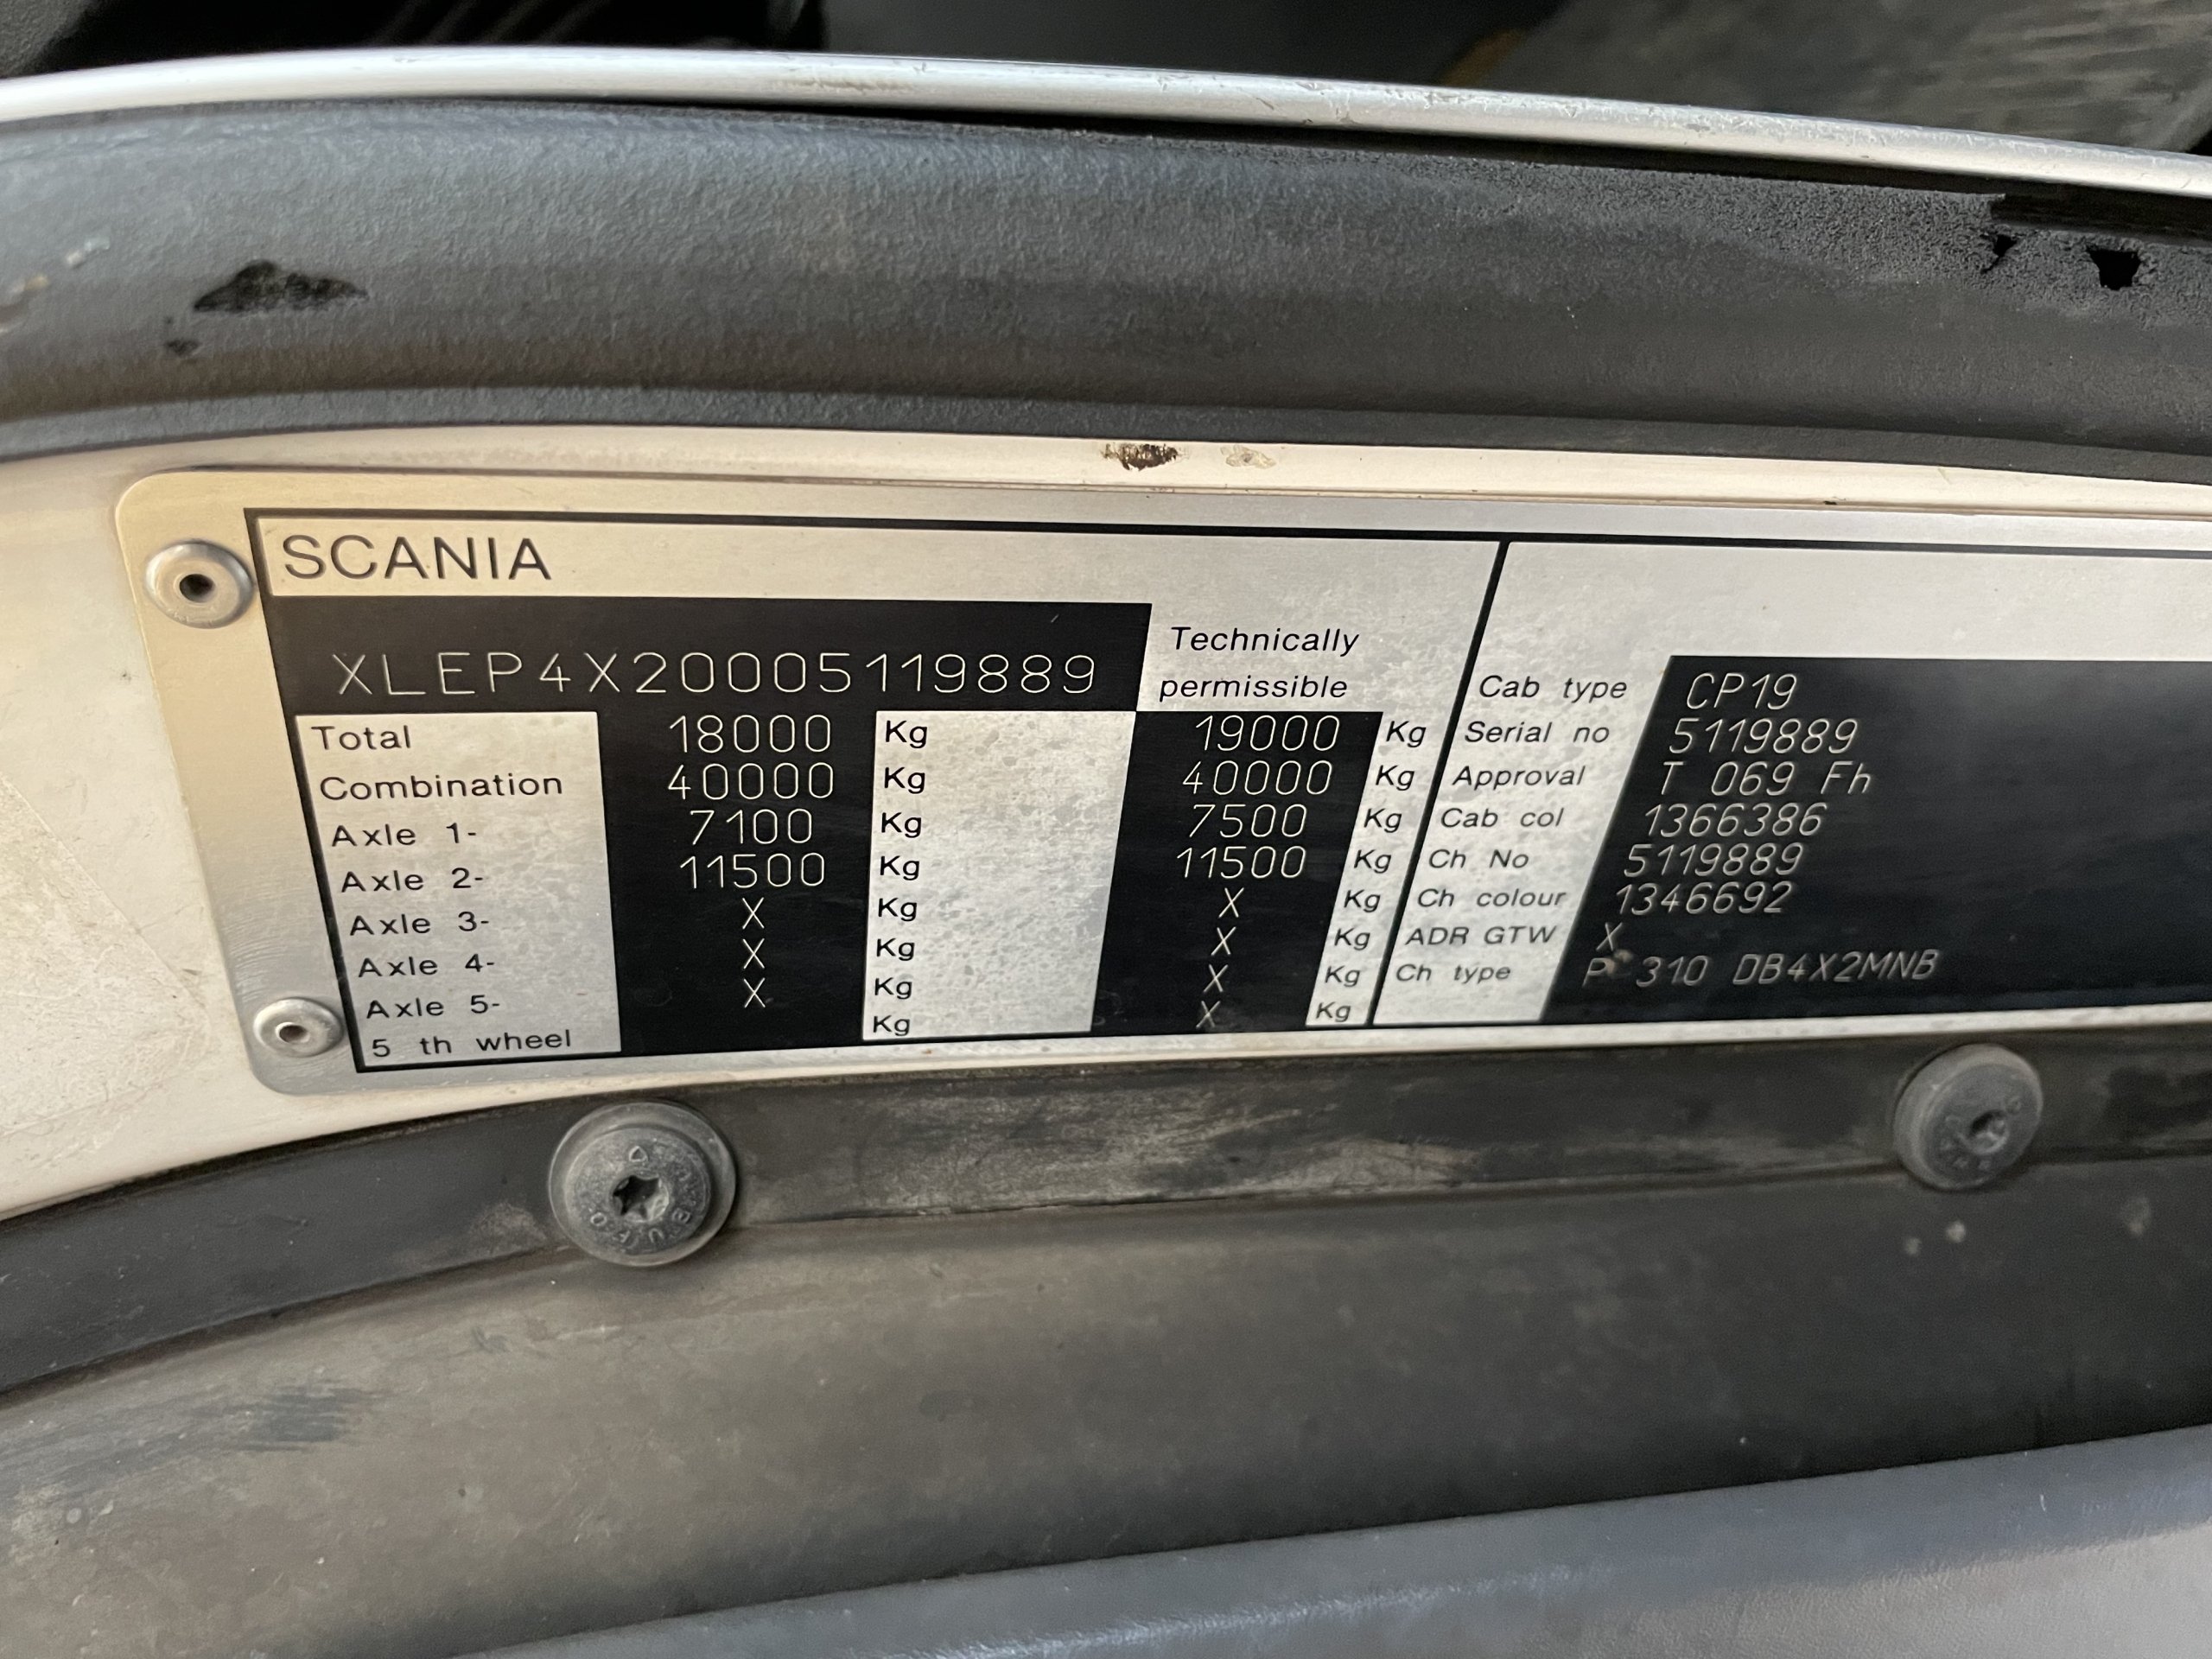 SCANIA
XLEP4X20005119889
Technically
permissible
Total 18000 Kg 19000 Kg
Combination 40000 Kg 40000 Kg
Axle 1- 7100 Kg 7500 Kg
Axle 2- 11500 Kg 11500 Kg
Axle 3- X Kg X Kg
Axle 4- X Kg X Kg
Axle 5- X Kg X Kg
5 th wheel Kg X Kg
Cab type CP19
Serial no 5119889
Approval T 069 Fh
Cab col 1366386
Ch No 5119889
Ch colour 1346692
ADR GTW X
Ch type P 310 DB4X2MNB